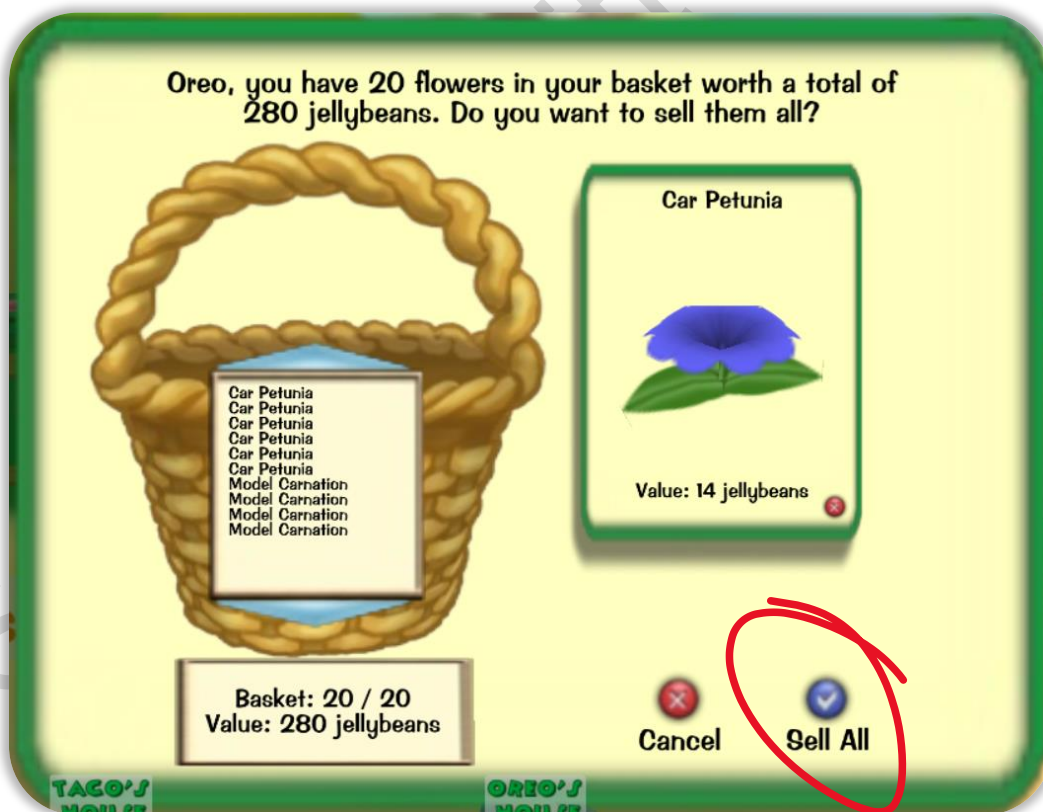 Oreo, you have 20 flowers in your basket worth a total of
280 jellybeans. Do you want to sell them all?
Car Petunia
Car Petunia
Car Petunia
Car Petunia
Car Petunia
Car Petunia
Car Petunia
Model Carnation
Model Carnation
Model Carnation
Model Carnation
Value: 14 jellybeans
Basket: 20 / 20
Value: 280 jellybeans
Cancel
Sell All
TACO'S
HOUSE
OREO'S
HOUSE